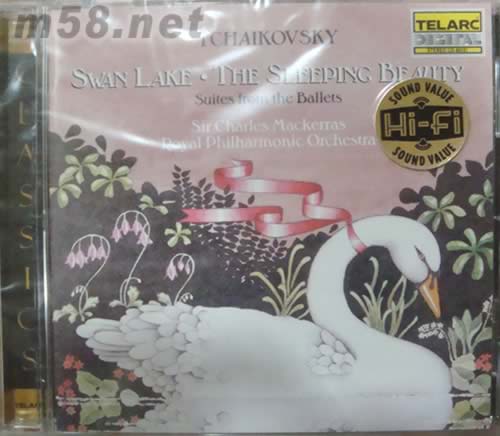 m58.net
TCHAIKOVSKY
TELARC
DIGITAL
SWAN LAKE • THE SLEEPING BEAUTY
Suites from the Ballets
Sir Charles Mackerras
Royal Philharmonic Orchestra
SOUND VALUE
Hi-Fi
SOUND VALUE
CLASSICS
TELARC